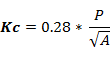 Kc = 0.28 * P / √A